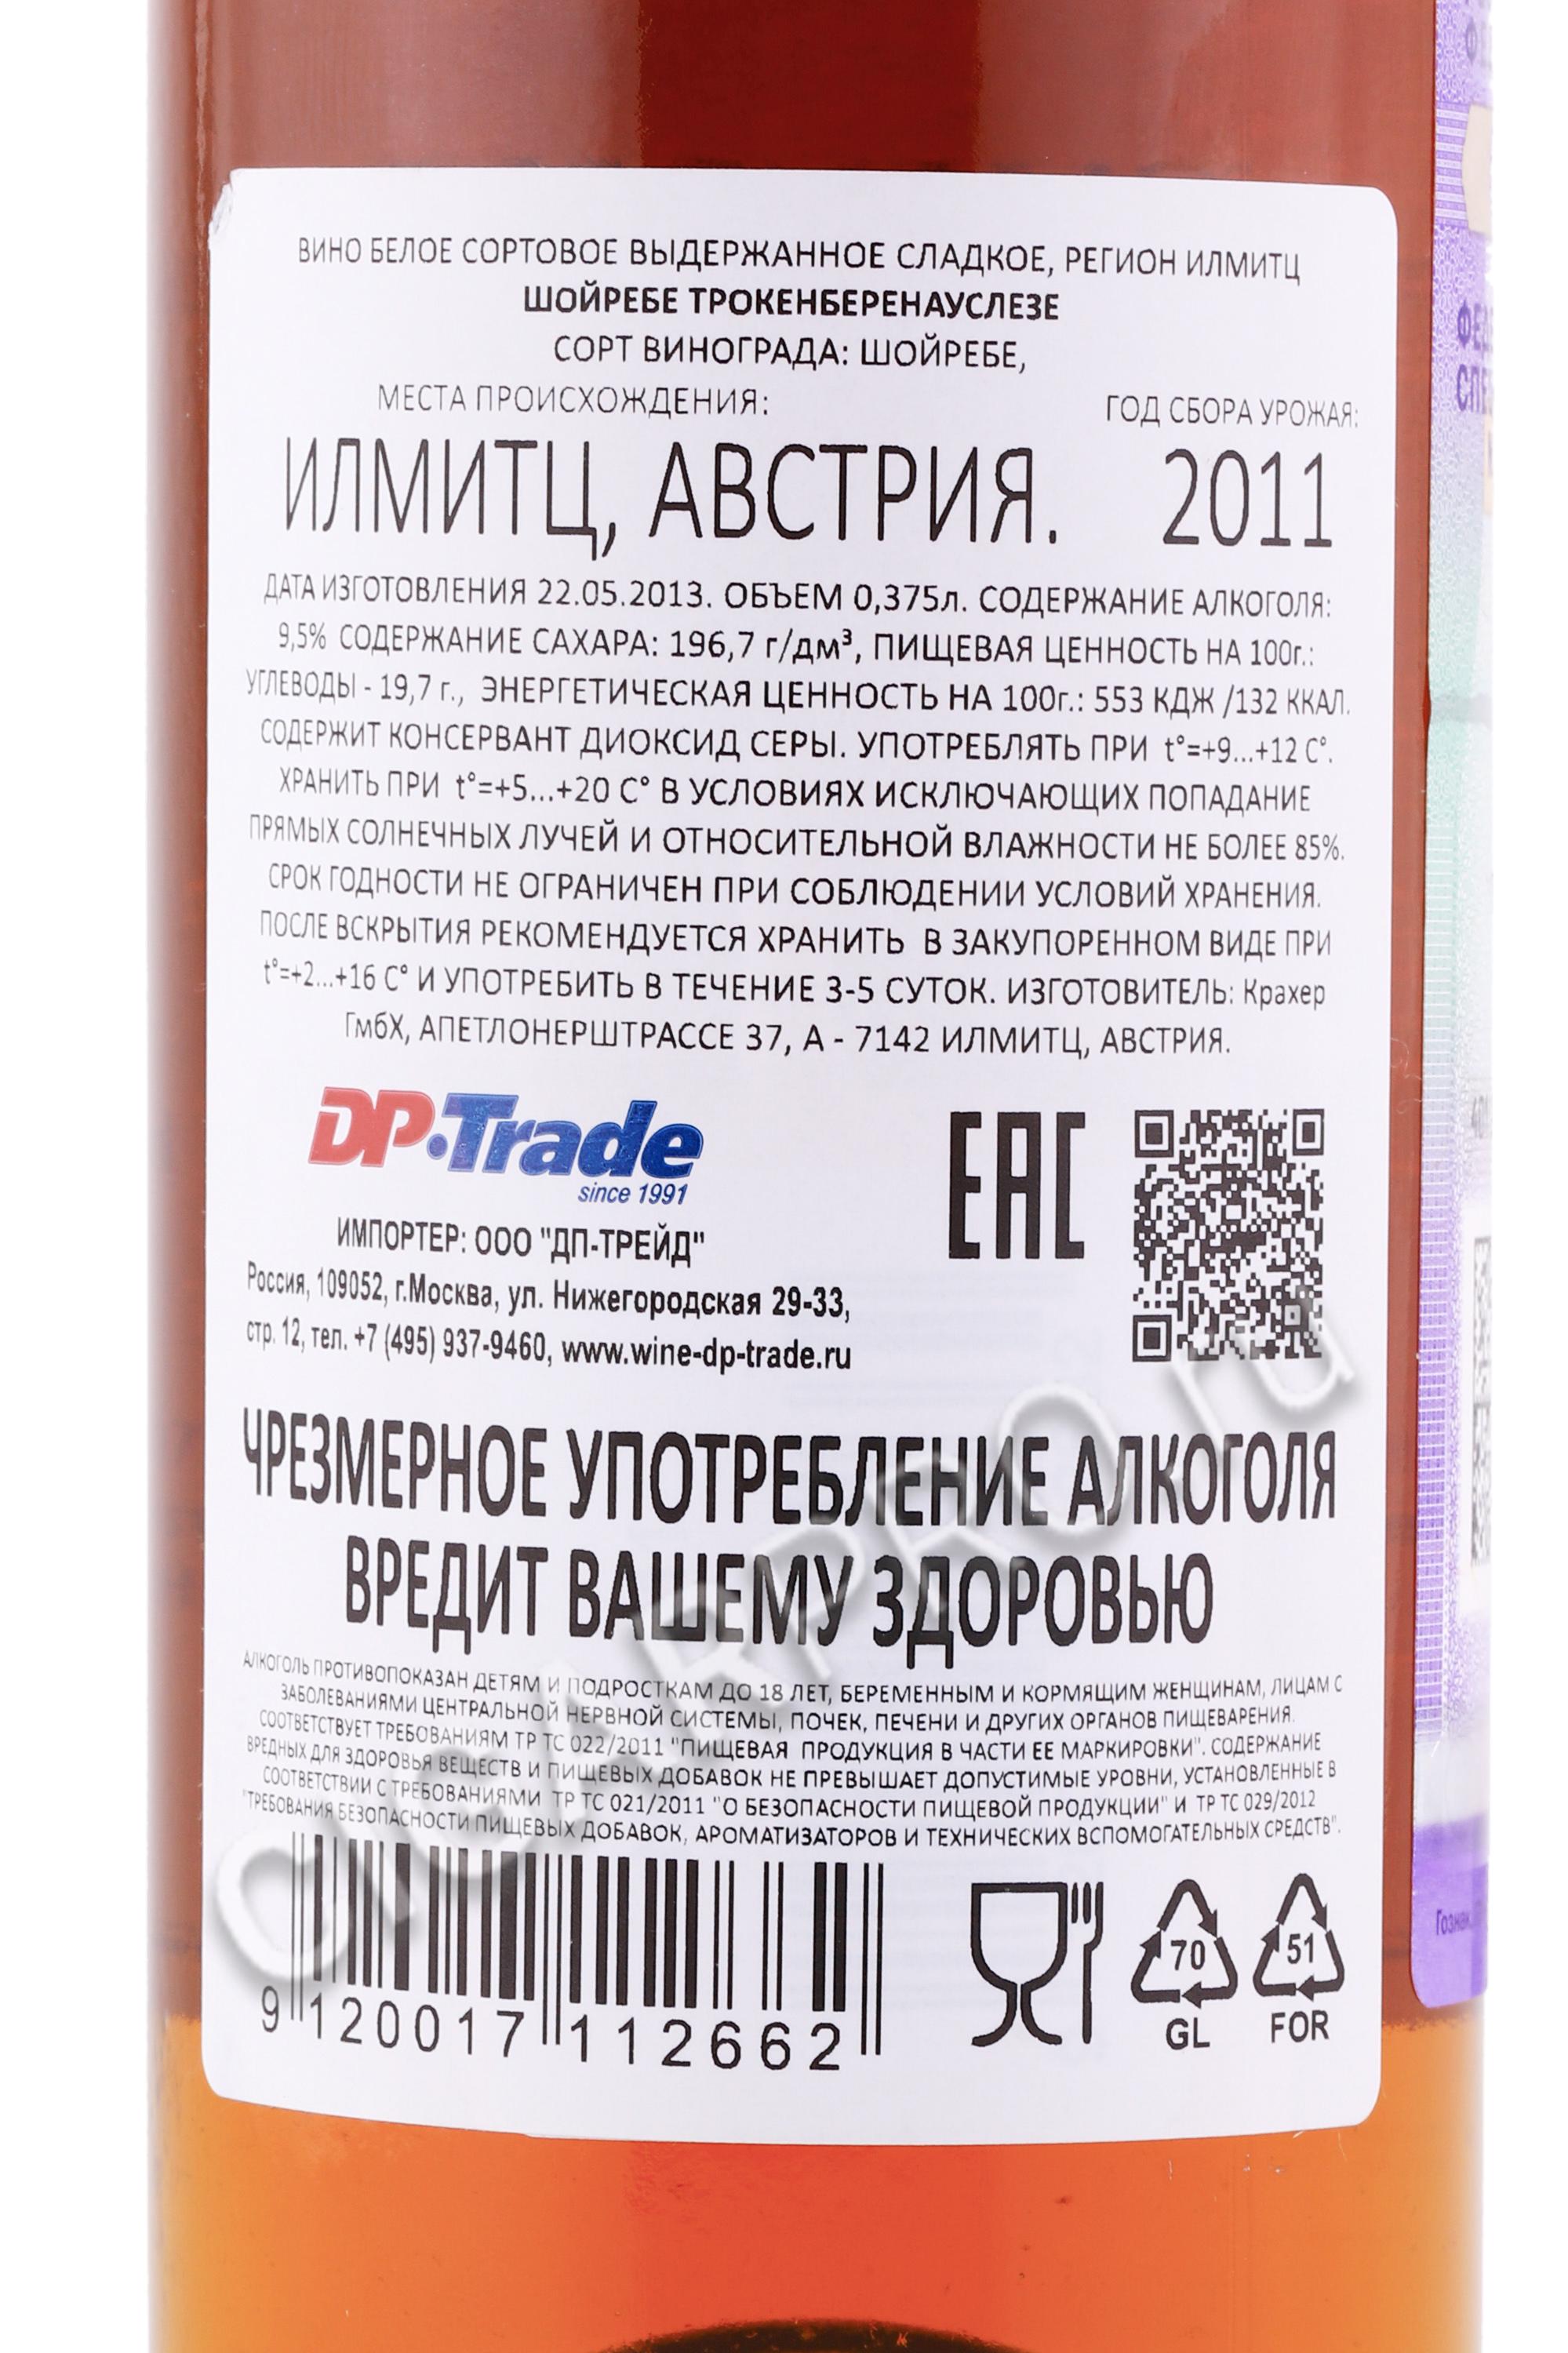 ВИНО БЕЛОЕ СОРТОВОЕ ВЫДЕРЖАННОЕ СЛАДКОЕ, РЕГИОН ИЛМИТЦ
ШОЙРЕБЕ ТРОКЕНБЕРЕНАУСЛЕЗЕ
СОРТ ВИНОГРАДА: ШОЙРЕБЕ,
МЕСТА ПРОИСХОЖДЕНИЯ: ГОД СБОРА УРОЖАЯ:
ИЛМИТЦ, АВСТРИЯ. 2011
ДАТА ИЗГОТОВЛЕНИЯ 22.05.2013. ОБЪЕМ 0,375л. СОДЕРЖАНИЕ АЛКОГОЛЯ:
9,5% СОДЕРЖАНИЕ САХАРА: 196,7 г/дм³, ПИЩЕВАЯ ЦЕННОСТЬ НА 100г.:
УГЛЕВОДЫ - 19,7 г., ЭНЕРГЕТИЧЕСКАЯ ЦЕННОСТЬ НА 100г.: 553 КДЖ /132 ККАЛ.
СОДЕРЖИТ КОНСЕРВАНТ ДИОКСИД СЕРЫ. УПОТРЕБЛЯТЬ ПРИ t°=+9...+12 С°.
ХРАНИТЬ ПРИ t°=+5...+20 С° В УСЛОВИЯХ ИСКЛЮЧАЮЩИХ ПОПАДАНИЕ
ПРЯМЫХ СОЛНЕЧНЫХ ЛУЧЕЙ И ОТНОСИТЕЛЬНОЙ ВЛАЖНОСТИ НЕ БОЛЕЕ 85%.
СРОК ГОДНОСТИ НЕ ОГРАНИЧЕН ПРИ СОБЛЮДЕНИИ УСЛОВИЙ ХРАНЕНИЯ.
ПОСЛЕ ВСКРЫТИЯ РЕКОМЕНДУЕТСЯ ХРАНИТЬ В ЗАКУПОРЕННОМ ВИДЕ ПРИ
t°=+2...+16 С° И УПОТРЕБИТЬ В ТЕЧЕНИЕ 3-5 СУТОК. ИЗГОТОВИТЕЛЬ: Крахер
ГмбХ, АПЕТЛОНЕРШТРАССЕ 37, А - 7142 ИЛМИТЦ, АВСТРИЯ.
DP·Trade
since 1991
EAC
ИМПОРТЕР: ООО "ДП-ТРЕЙД"
Россия, 109052, г.Москва, ул. Нижегородская 29-33,
стр. 12, тел. +7 (495) 937-9460, www.wine-dp-trade.ru
ЧРЕЗМЕРНОЕ УПОТРЕБЛЕНИЕ АЛКОГОЛЯ
ВРЕДИТ ВАШЕМУ ЗДОРОВЬЮ
АЛКОГОЛЬ ПРОТИВОПОКАЗАН ДЕТЯМ И ПОДРОСТКАМ ДО 18 ЛЕТ, БЕРЕМЕННЫМ И КОРМЯЩИМ ЖЕНЩИНАМ, ЛИЦАМ С
ЗАБОЛЕВАНИЯМИ ЦЕНТРАЛЬНОЙ НЕРВНОЙ СИСТЕМЫ, ПОЧЕК, ПЕЧЕНИ И ДРУГИХ ОРГАНОВ ПИЩЕВАРЕНИЯ.
СООТВЕТСТВУЕТ ТРЕБОВАНИЯМ ТР ТС 022/2011 "ПИЩЕВАЯ ПРОДУКЦИЯ В ЧАСТИ ЕЕ МАРКИРОВКИ". СОДЕРЖАНИЕ
ВРЕДНЫХ ДЛЯ ЗДОРОВЬЯ ВЕЩЕСТВ И ПИЩЕВЫХ ДОБАВОК НЕ ПРЕВЫШАЕТ ДОПУСТИМЫЕ УРОВНИ, УСТАНОВЛЕННЫЕ В
СООТВЕТСТВИИ С ТРЕБОВАНИЯМИ ТР ТС 021/2011 "О БЕЗОПАСНОСТИ ПИЩЕВОЙ ПРОДУКЦИИ" И ТР ТС 029/2012
"ТРЕБОВАНИЯ БЕЗОПАСНОСТИ ПИЩЕВЫХ ДОБАВОК, АРОМАТИЗАТОРОВ И ТЕХНИЧЕСКИХ ВСПОМОГАТЕЛЬНЫХ СРЕДСТВ".
9 120017 112662
70 51
GL FOR
CIGARPRO.ru